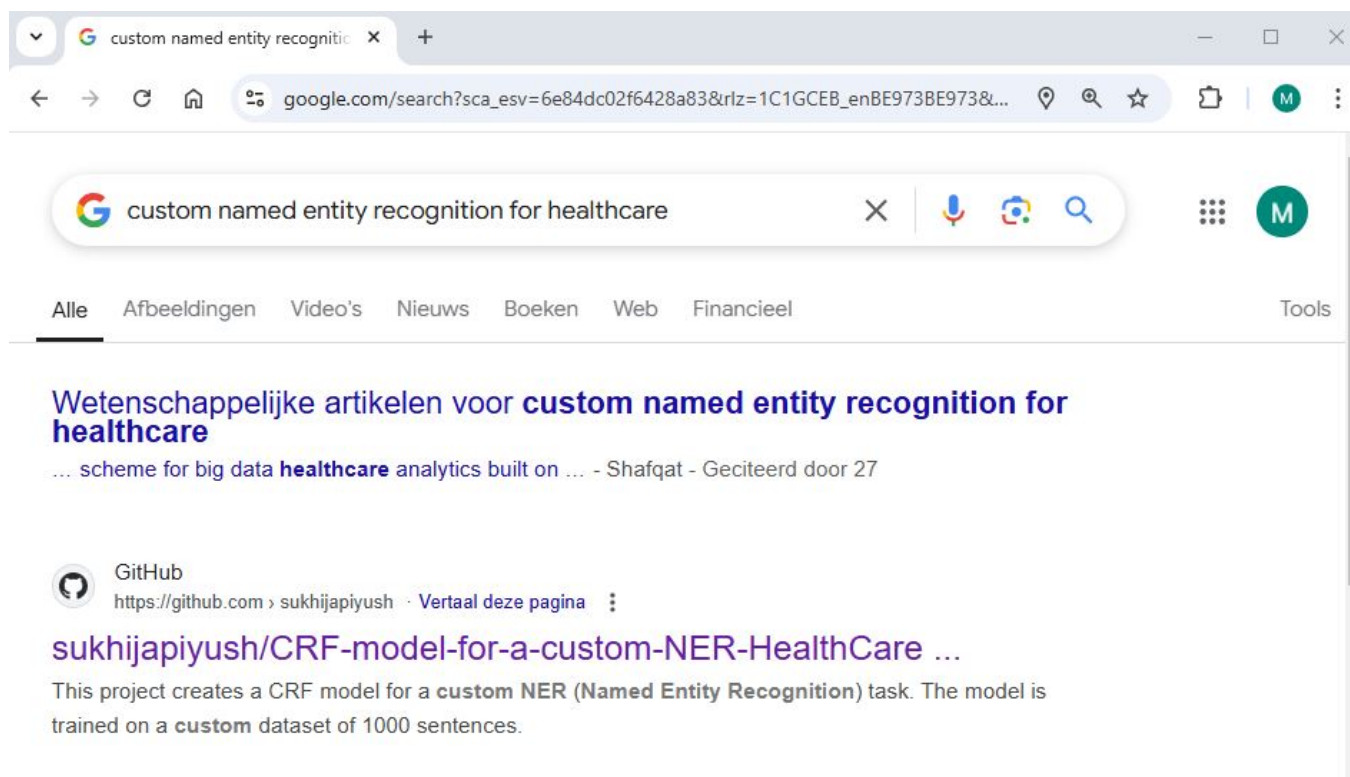 custom named entity recognitic
google.com/search?sca_esv=6e84dc02f6428a83&rlz=1C1GCEB_enBE973BE973&...
M
custom named entity recognition for healthcare
M
Alle Afbeeldingen Video's Nieuws Boeken Web Financieel Tools
Wetenschappelijke artikelen voor custom named entity recognition for
healthcare
... scheme for big data healthcare analytics built on ... - Shafqat - Geciteerd door 27
GitHub
https://github.com › sukhijapiyush · Vertaal deze pagina
sukhijapiyush/CRF-model-for-a-custom-NER-HealthCare ...
This project creates a CRF model for a custom NER (Named Entity Recognition) task. The model is
trained on a custom dataset of 1000 sentences.